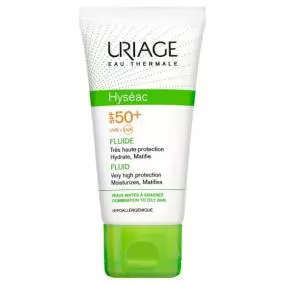 URIAGE
EAU THERMALE
Hyséac
SPF 50+
UVB + UVA
FLUIDE
Très haute protection
Hydrate, Matifie
FLUID
Very high protection
Moisturizes, Matifies
PEAUX MIXTES À GRASSES
COMBINATION TO OILY SKIN
HYPOALLERGÉNIQUE